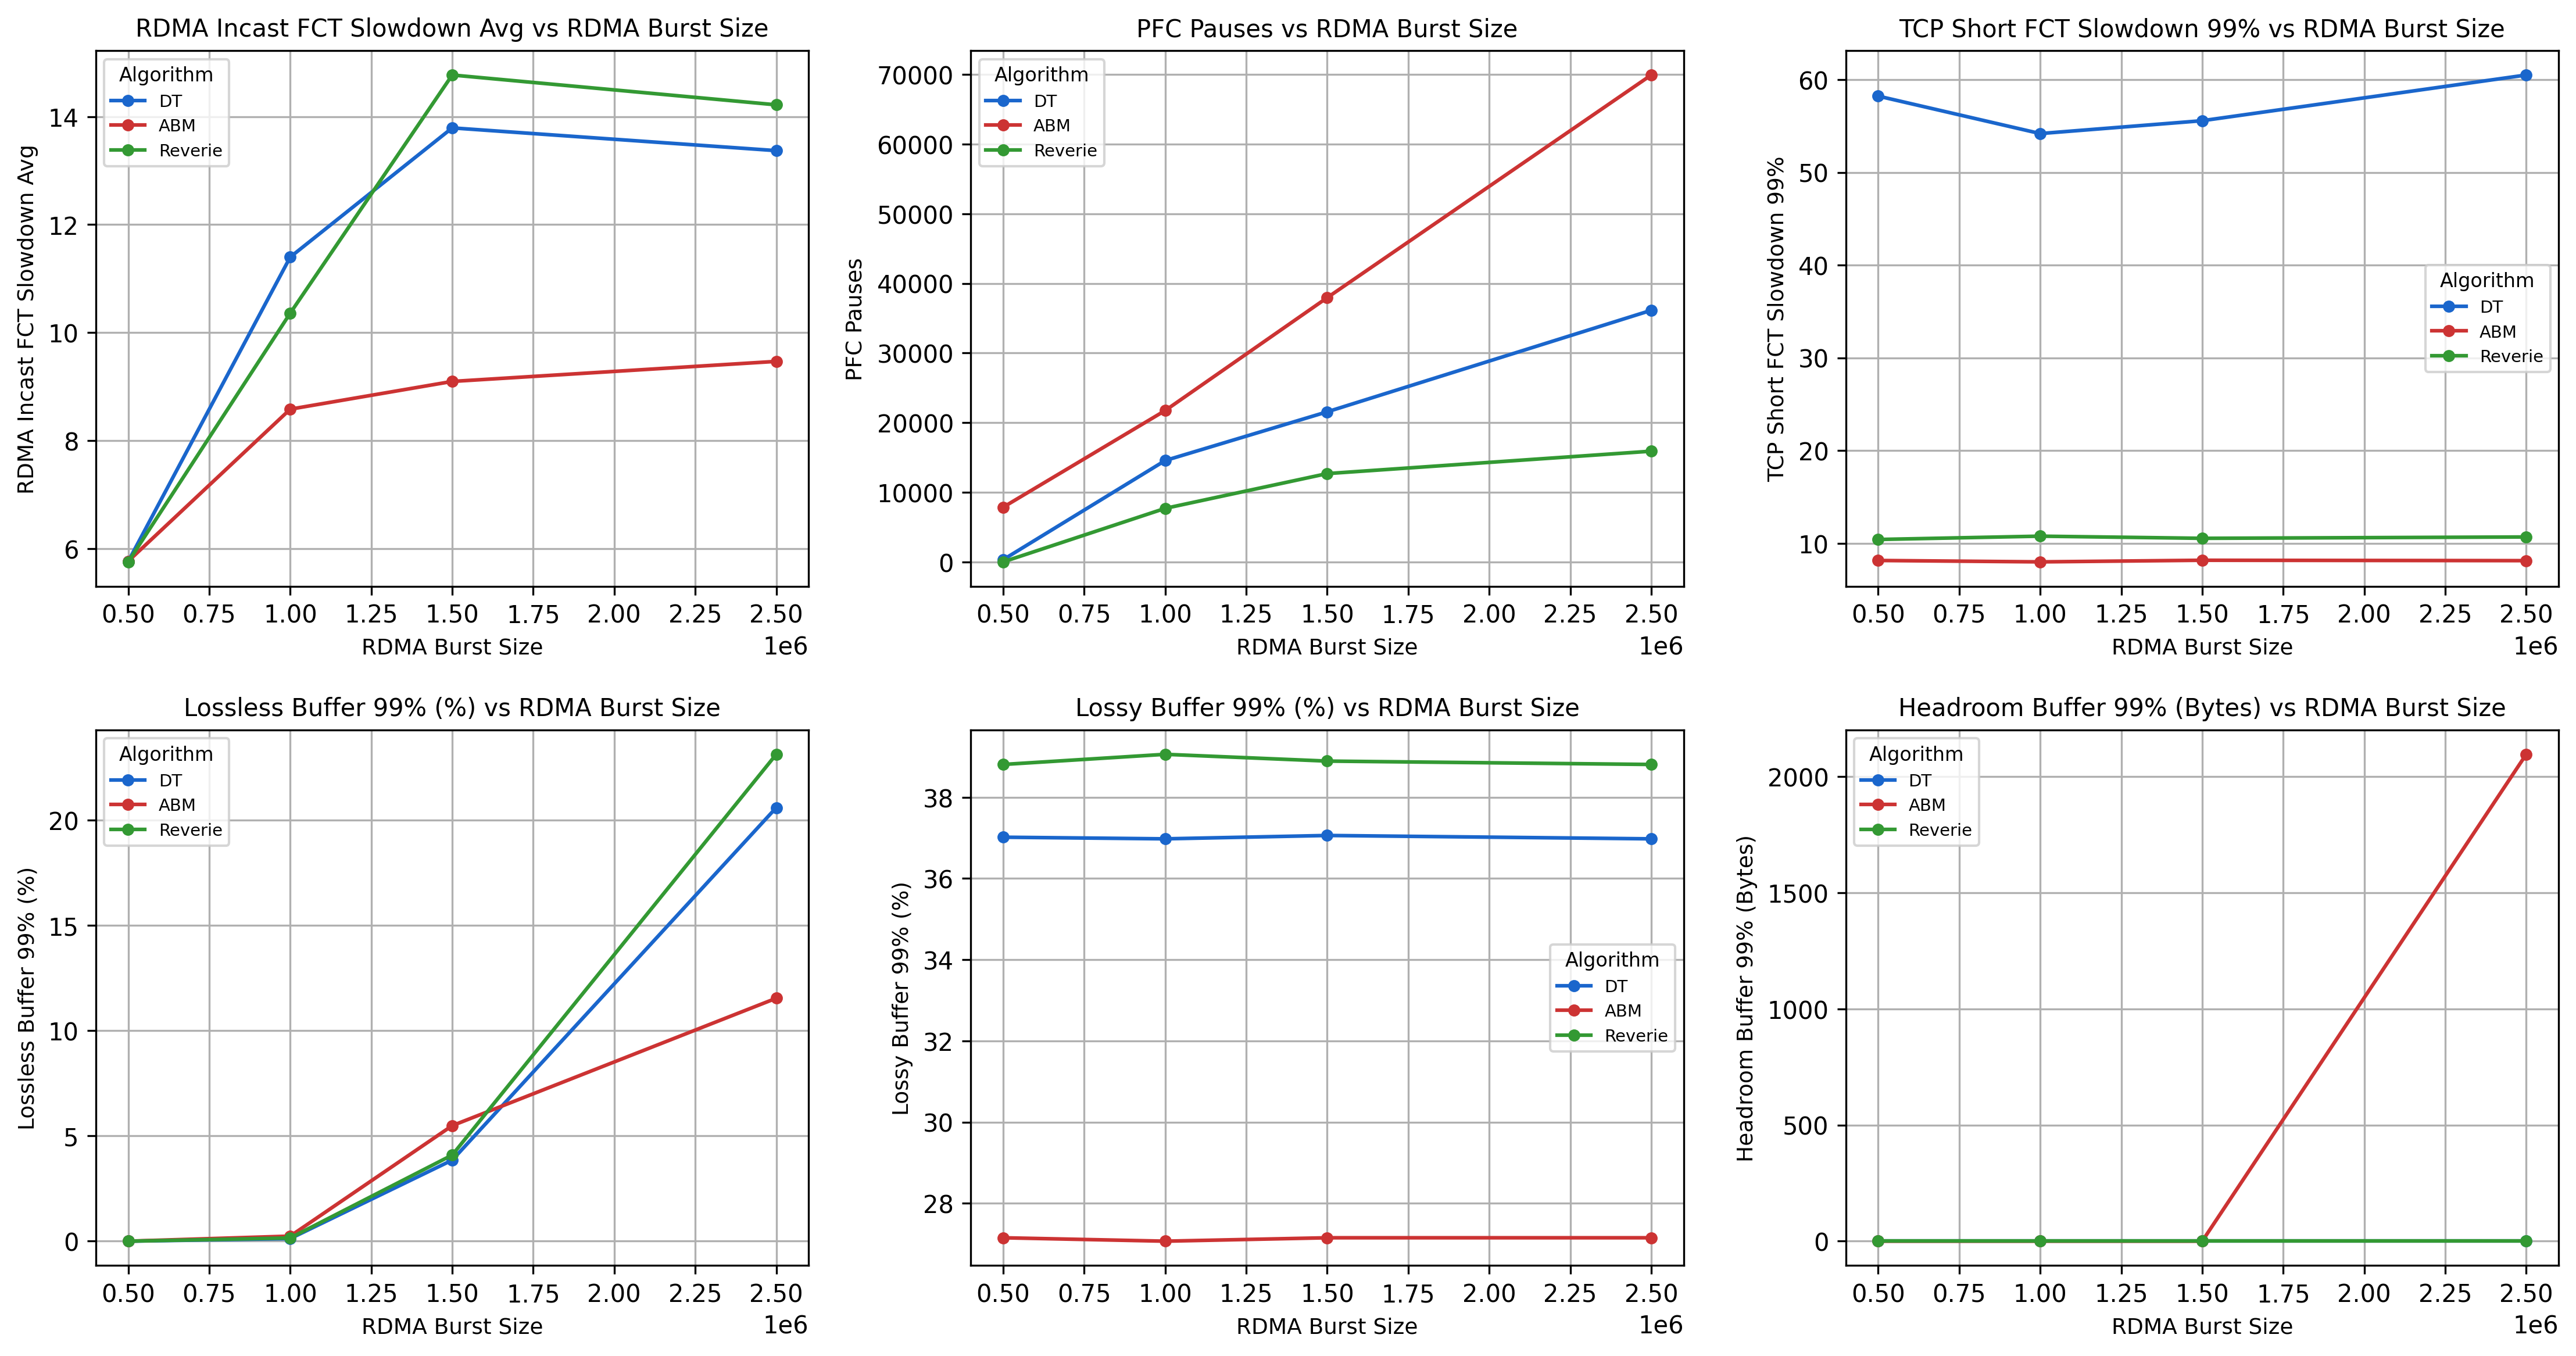 RDMA Incast FCT Slowdown Avg vs RDMA Burst Size
RDMA Incast FCT Slowdown Avg
14
12
10
8
6
Algorithm
DT
ABM
Reverie
0.50 0.75 1.00 1.25 1.50 1.75 2.00 2.25 2.50
RDMA Burst Size
1e6
PFC Pauses vs RDMA Burst Size
PFC Pauses
70000
60000
50000
40000
30000
20000
10000
0
Algorithm
DT
ABM
Reverie
0.50 0.75 1.00 1.25 1.50 1.75 2.00 2.25 2.50
RDMA Burst Size
1e6
TCP Short FCT Slowdown 99% vs RDMA Burst Size
TCP Short FCT Slowdown 99%
60
50
40
30
20
10
Algorithm
DT
ABM
Reverie
0.50 0.75 1.00 1.25 1.50 1.75 2.00 2.25 2.50
RDMA Burst Size
1e6
Lossless Buffer 99% (%) vs RDMA Burst Size
Lossless Buffer 99% (%)
20
15
10
5
0
Algorithm
DT
ABM
Reverie
0.50 0.75 1.00 1.25 1.50 1.75 2.00 2.25 2.50
RDMA Burst Size
1e6
Lossy Buffer 99% (%) vs RDMA Burst Size
Lossy Buffer 99% (%)
38
36
34
32
30
28
Algorithm
DT
ABM
Reverie
0.50 0.75 1.00 1.25 1.50 1.75 2.00 2.25 2.50
RDMA Burst Size
1e6
Headroom Buffer 99% (Bytes) vs RDMA Burst Size
Headroom Buffer 99% (Bytes)
2000
1500
1000
500
0
Algorithm
DT
ABM
Reverie
0.50 0.75 1.00 1.25 1.50 1.75 2.00 2.25 2.50
RDMA Burst Size
1e6